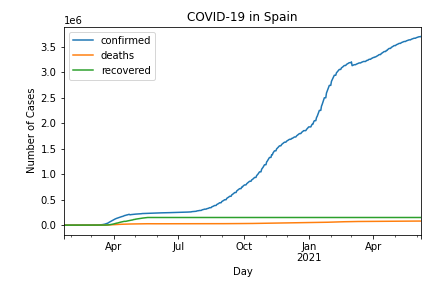 COVID-19 in Spain
1e6
confirmed
deaths
recovered
3.5
3.0
2.5
2.0
1.5
1.0
0.5
0.0
Number of Cases
Apr
Jul
Oct
Jan
2021
Apr
Day